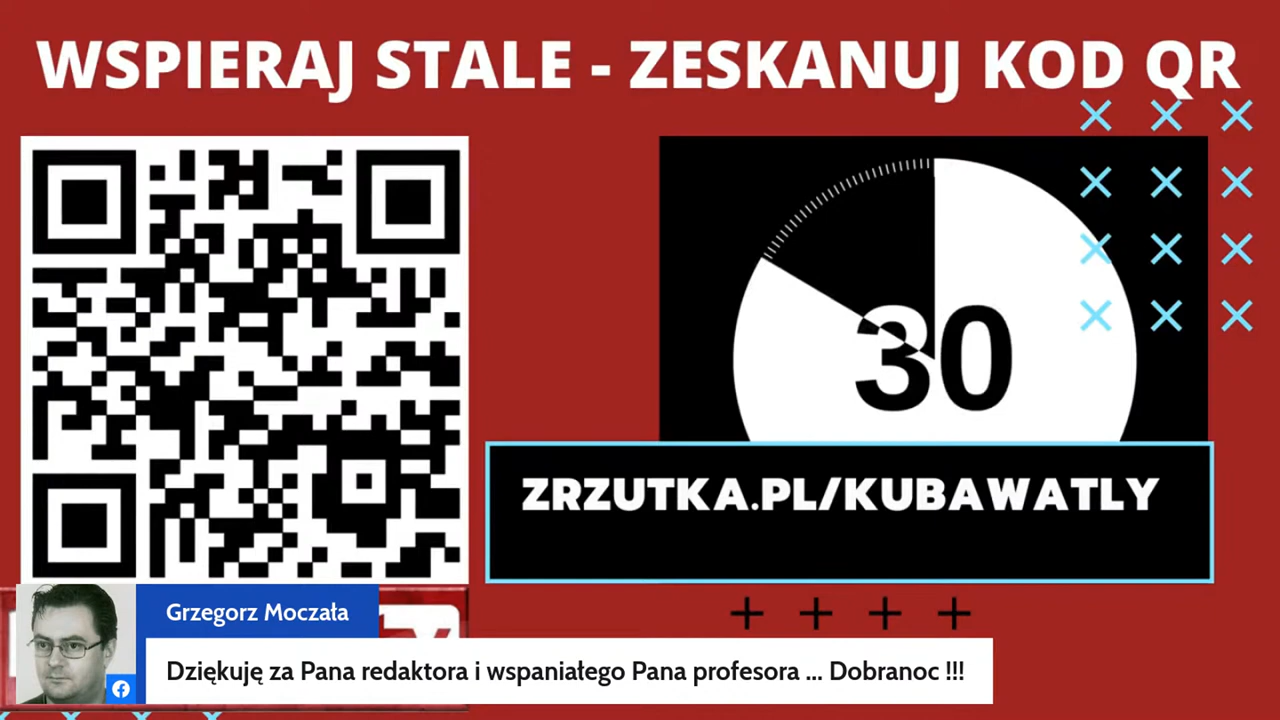 WSPIERAJ STALE - ZESKANUJ KOD QR
30
ZRZUTKA.PL/KUBAWATLY
Grzegorz Moczała
Dziękuję za Pana redaktora i wspaniałego Pana profesora ... Dobranoc !!!